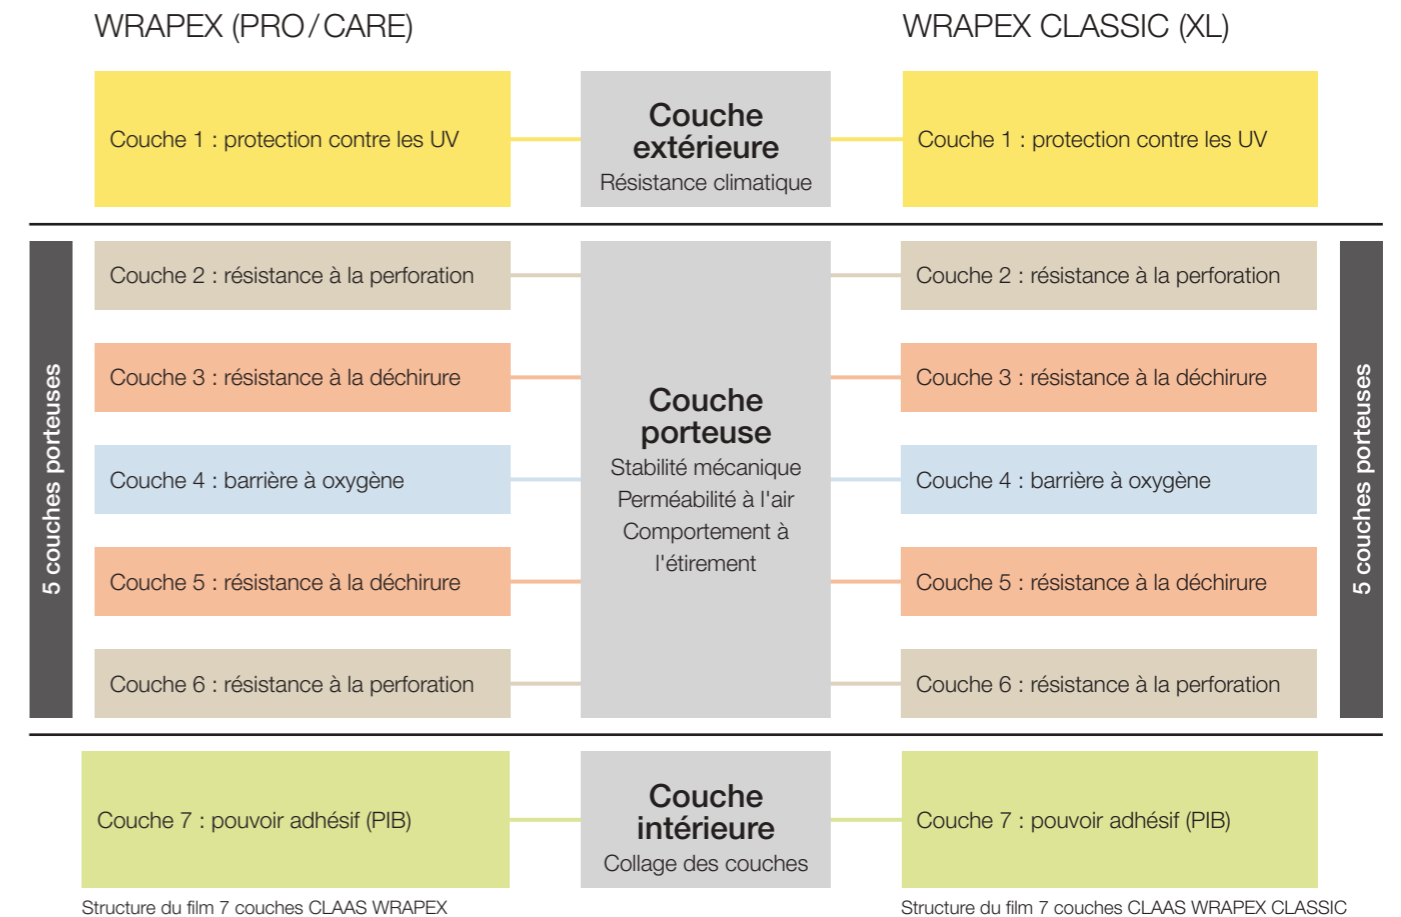 WRAPEX (PRO / CARE)
WRAPEX CLASSIC (XL)
Couche 1 : protection contre les UV
Couche
extérieure
Résistance climatique
Couche 1 : protection contre les UV
5 couches porteuses
Couche 2 : résistance à la perforation
Couche 3 : résistance à la déchirure
Couche 4 : barrière à oxygène
Couche 5 : résistance à la déchirure
Couche 6 : résistance à la perforation
Couche
porteuse
Stabilité mécanique
Perméabilité à l'air
Comportement à
l'étirement
Couche 2 : résistance à la perforation
Couche 3 : résistance à la déchirure
Couche 4 : barrière à oxygène
Couche 5 : résistance à la déchirure
Couche 6 : résistance à la perforation
5 couches porteuses
Couche 7 : pouvoir adhésif (PIB)
Couche
intérieure
Collage des couches
Couche 7 : pouvoir adhésif (PIB)
Structure du film 7 couches CLAAS WRAPEX
Structure du film 7 couches CLAAS WRAPEX CLASSIC